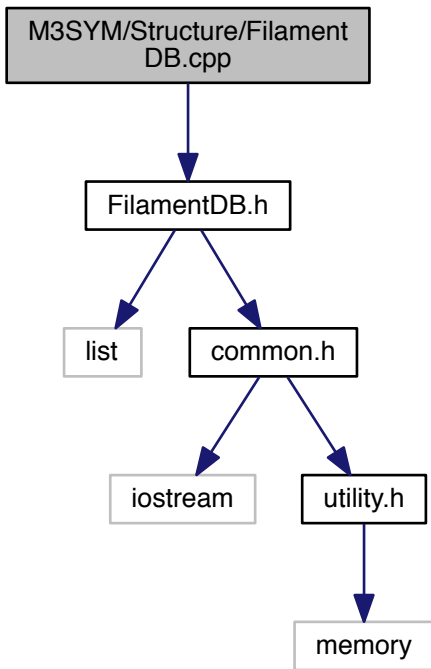 M3SYM/Structure/Filament
DB.cpp
FilamentDB.h
list
common.h
iostream
utility.h
memory